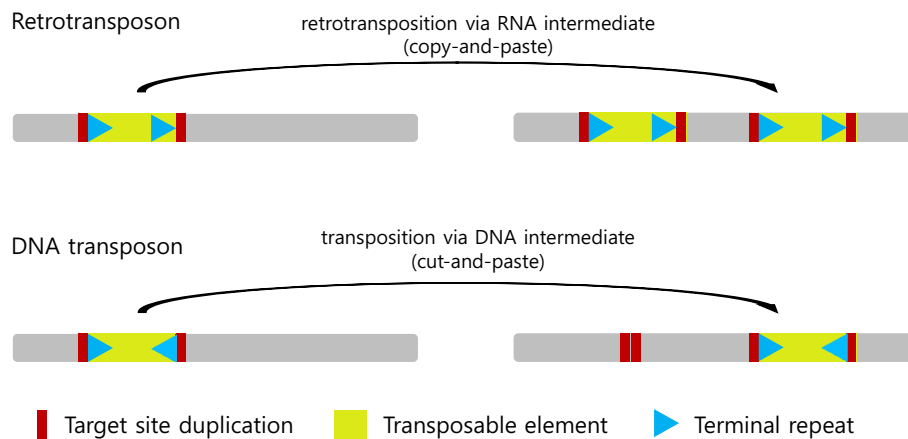 Retrotransposon
retrotransposition via RNA intermediate
(copy-and-paste)
DNA transposon
transposition via DNA intermediate
(cut-and-paste)
Target site duplication
Transposable element
Terminal repeat